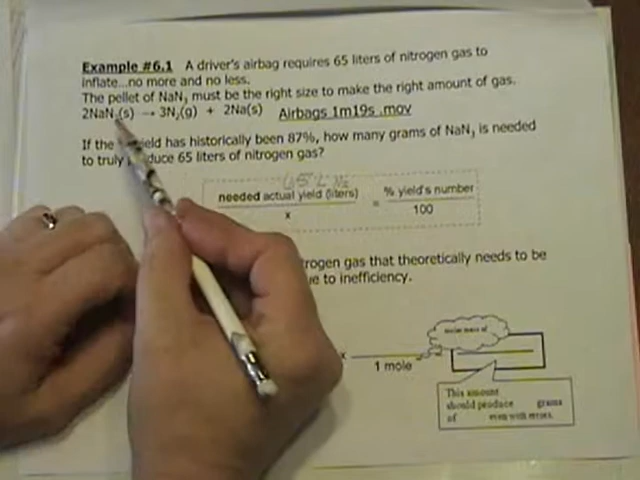 Example #6.1 A driver's airbag requires 65 liters of nitrogen gas to
inflate...no more and no less.
The pellet of NaN₃ must be the right size to make the right amount of gas.
2NaN₃(s) → 3N₂(g) + 2Na(s) Airbags 1m19s .mov
If the yield has historically been 87%, how many grams of NaN₃ is needed
to truly produce 65 liters of nitrogen gas?
65 L N₂
needed actual yield (liters) = % yield's number
x 100
rogen gas that theoretically needs to be
ue to inefficiency.
molar mass of
x
1 mole
This amount
should produce grams
of even with errors.